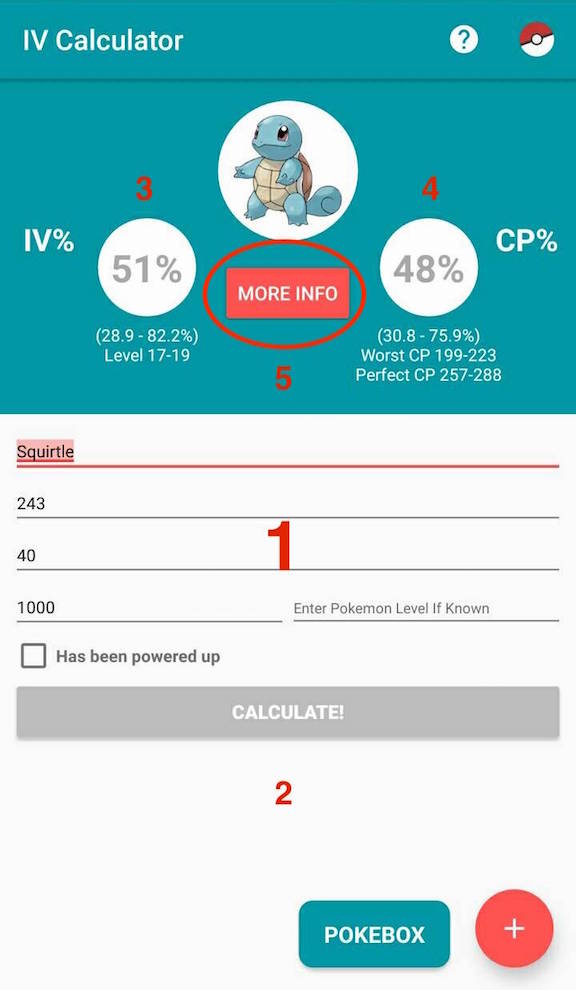 IV Calculator ?
3 4
IV% 51% MORE INFO 48% CP%
(28.9 - 82.2%) (30.8 - 75.9%)
Level 17-19 Worst CP 199-223
5 Perfect CP 257-288
Squirtle
243
1
40
1000 Enter Pokemon Level If Known
Has been powered up
CALCULATE!
2
POKEBOX +